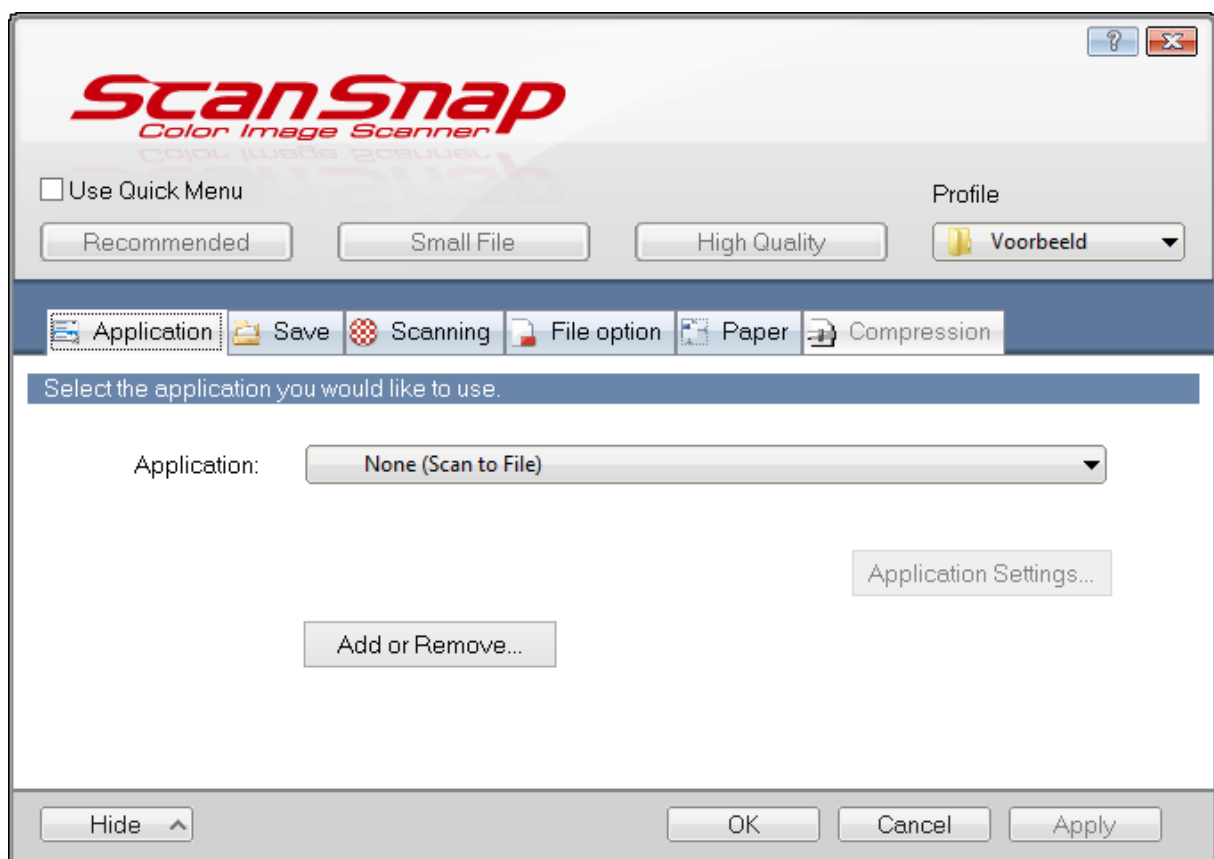 ?
ScanSnap
Color Image Scanner
Use Quick Menu
Profile
Recommended
Small File
High Quality
Voorbeeld
Application
Save
Scanning
File option
Paper
Compression
Select the application you would like to use.
Application:
None (Scan to File)
Application Settings...
Add or Remove...
Hide
OK
Cancel
Apply